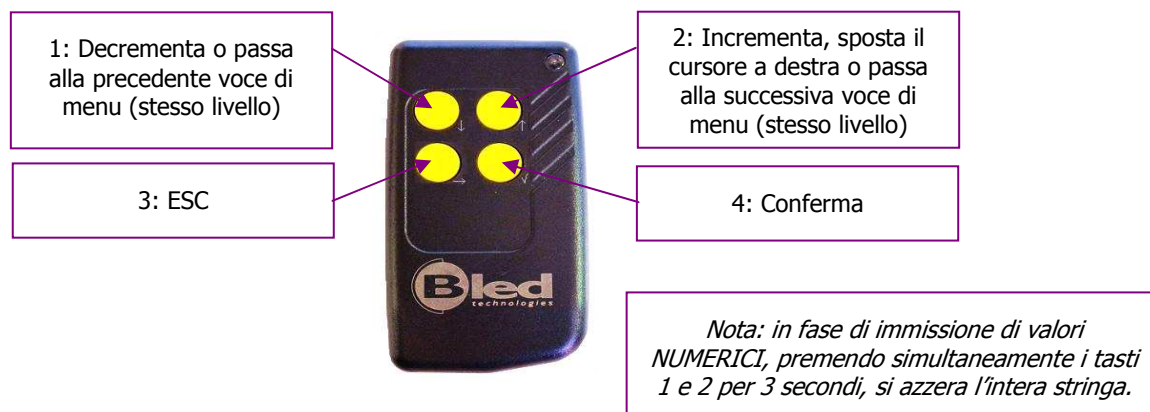 1: Decrementa o passa
alla precedente voce di
menu (stesso livello)
2: Incrementa, sposta il
cursore a destra o passa
alla successiva voce di
menu (stesso livello)
3: ESC
4: Conferma
Bled
technologies
Nota: in fase di immissione di valori
NUMERICI, premendo simultaneamente i tasti
1 e 2 per 3 secondi, si azzera l’intera stringa.